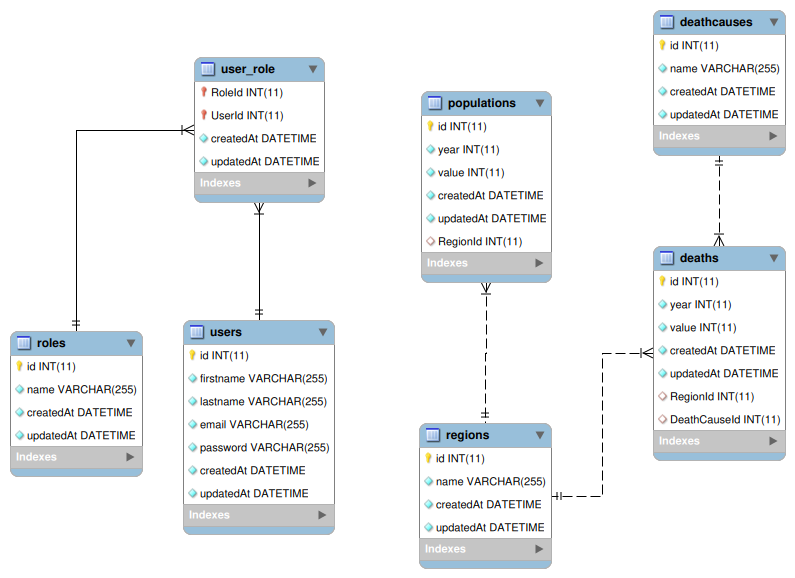 user_role
RoleId INT(11)
UserId INT(11)
createdAt DATETIME
updatedAt DATETIME
Indexes
roles
id INT(11)
name VARCHAR(255)
createdAt DATETIME
updatedAt DATETIME
Indexes
users
id INT(11)
firstname VARCHAR(255)
lastname VARCHAR(255)
email VARCHAR(255)
password VARCHAR(255)
createdAt DATETIME
updatedAt DATETIME
Indexes
populations
id INT(11)
year INT(11)
value INT(11)
createdAt DATETIME
updatedAt DATETIME
RegionId INT(11)
Indexes
regions
id INT(11)
name VARCHAR(255)
createdAt DATETIME
updatedAt DATETIME
Indexes
deathcauses
id INT(11)
name VARCHAR(255)
createdAt DATETIME
updatedAt DATETIME
Indexes
deaths
id INT(11)
year INT(11)
value INT(11)
createdAt DATETIME
updatedAt DATETIME
RegionId INT(11)
DeathCauseId INT(11)
Indexes